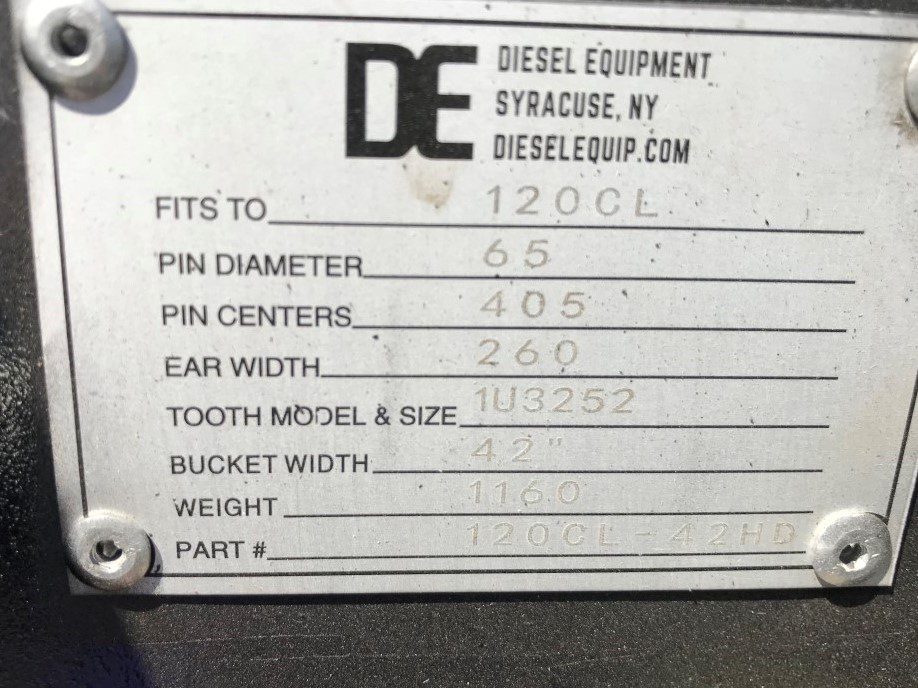 DE
DIESEL EQUIPMENT
SYRACUSE, NY
DIESELEQUIP.COM
FITS TO 120CL
PIN DIAMETER 65
PIN CENTERS 405
EAR WIDTH 260
TOOTH MODEL & SIZE 1U3252
BUCKET WIDTH 42"
WEIGHT 1160
PART # 120CL-42HD